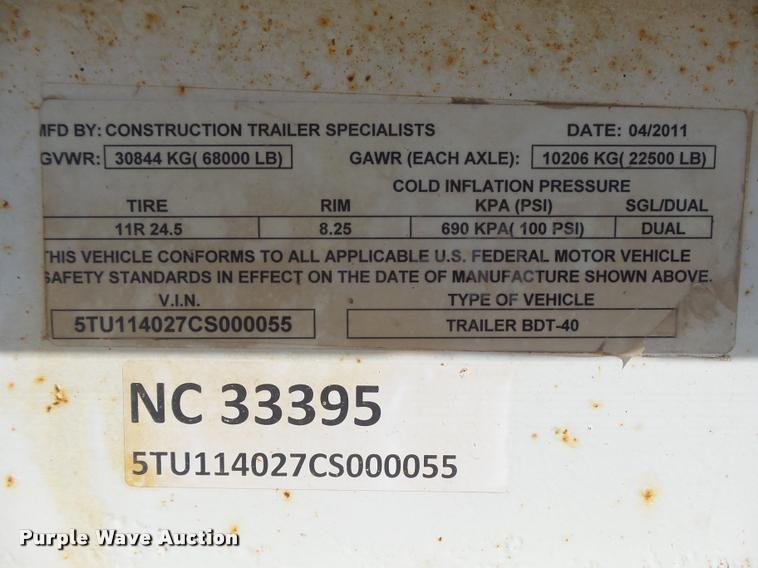 MFD BY: CONSTRUCTION TRAILER SPECIALISTS DATE: 04/2011
GVWR: 30844 KG( 68000 LB) GAWR (EACH AXLE): 10206 KG( 22500 LB)
COLD INFLATION PRESSURE
TIRE RIM KPA (PSI) SGL/DUAL
11R 24.5 8.25 690 KPA( 100 PSI) DUAL
THIS VEHICLE CONFORMS TO ALL APPLICABLE U.S. FEDERAL MOTOR VEHICLE
SAFETY STANDARDS IN EFFECT ON THE DATE OF MANUFACTURE SHOWN ABOVE.
V.I.N. TYPE OF VEHICLE
5TU114027CS000055 TRAILER BDT-40
NC 33395
5TU114027CS000055
Purple Wave Auction